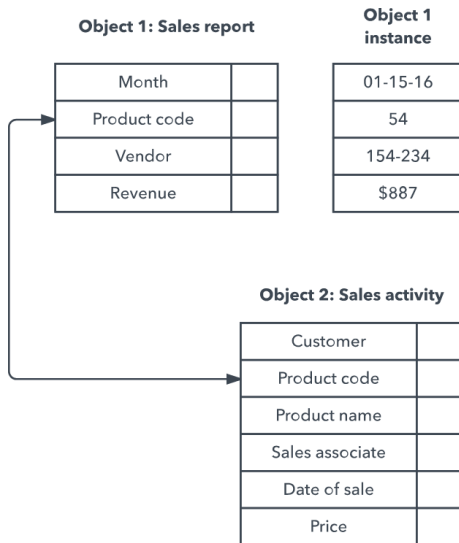 Object 1: Sales report
Object 1
instance
Month
01-15-16
Product code
54
Vendor
154-234
Revenue
$887
Object 2: Sales activity
Customer
Product code
Product name
Sales associate
Date of sale
Price